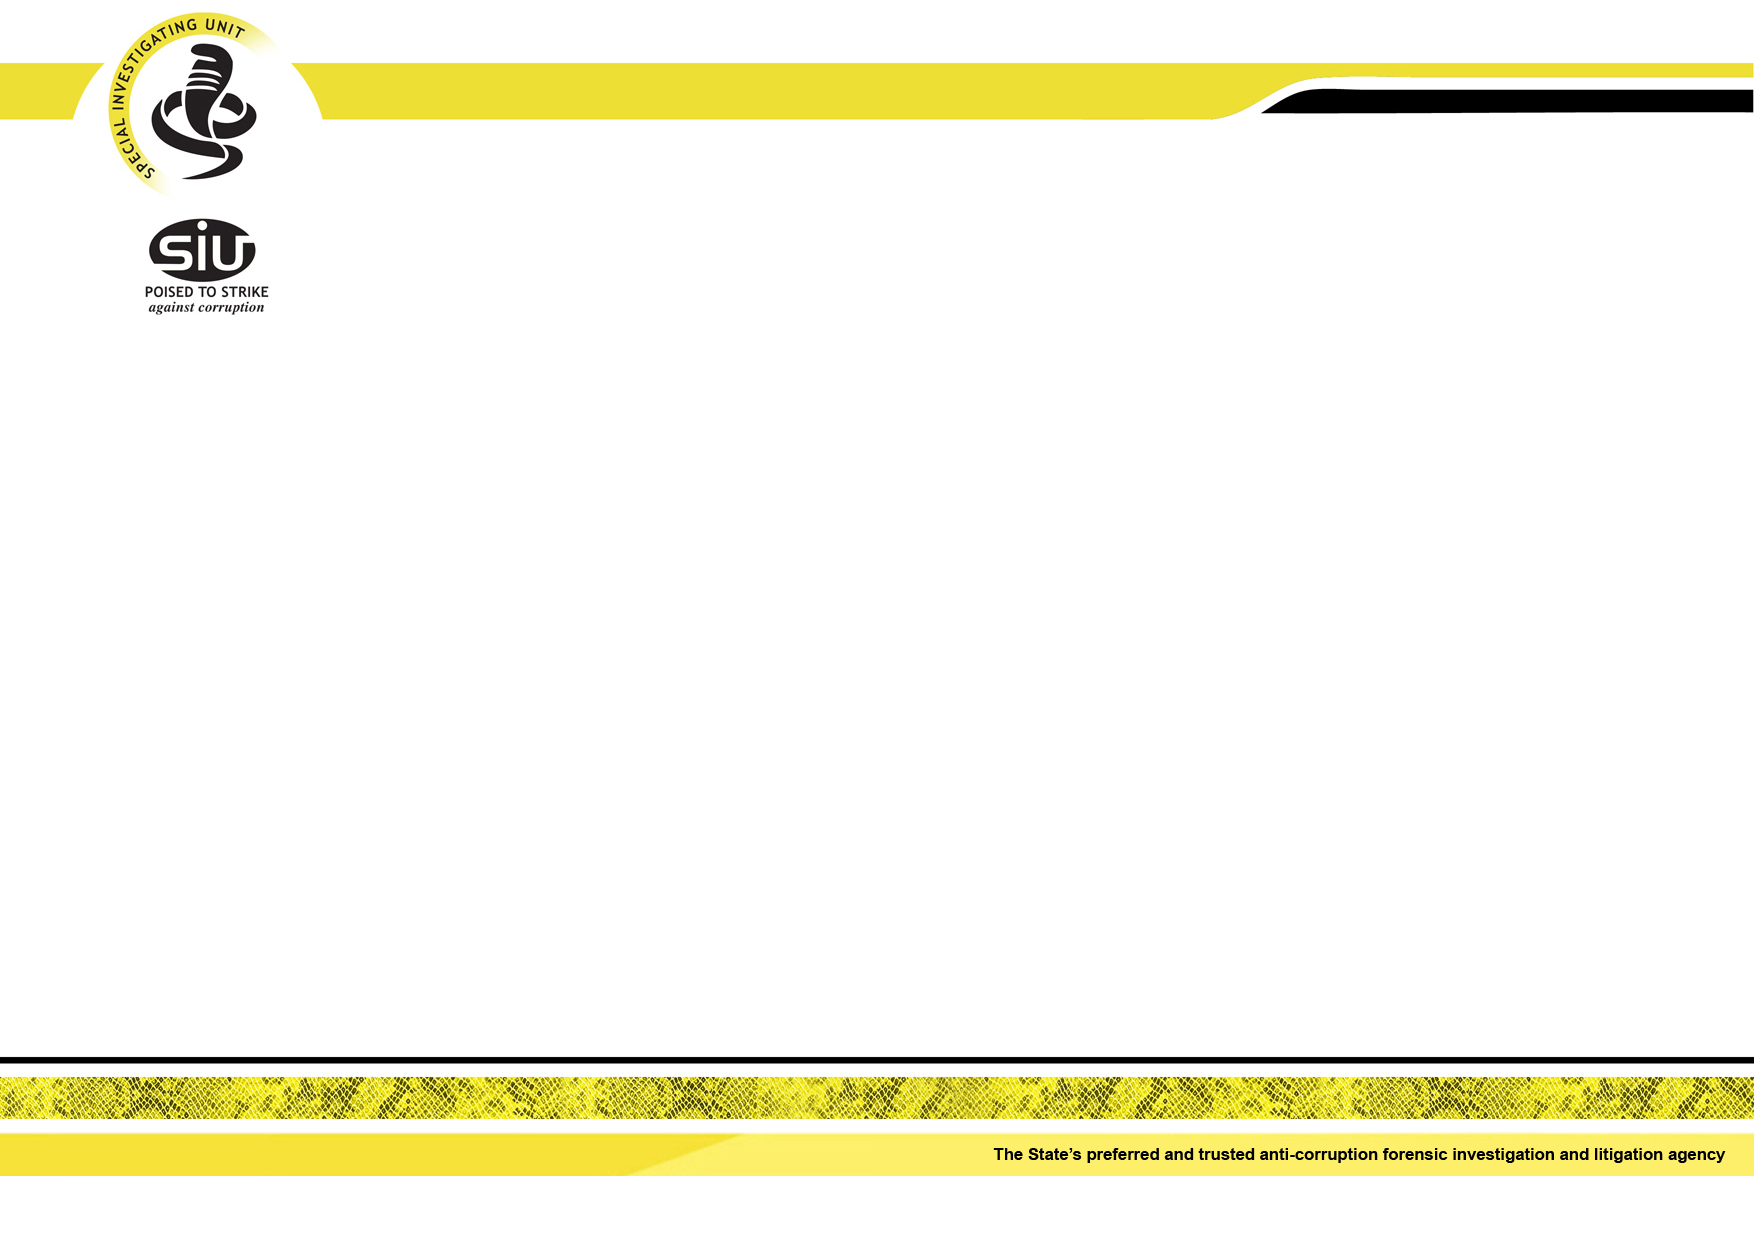 SPECIAL INVESTIGATING UNIT
siu
POISED TO STRIKE
against corruption
The State’s preferred and trusted anti-corruption forensic investigation and litigation agency